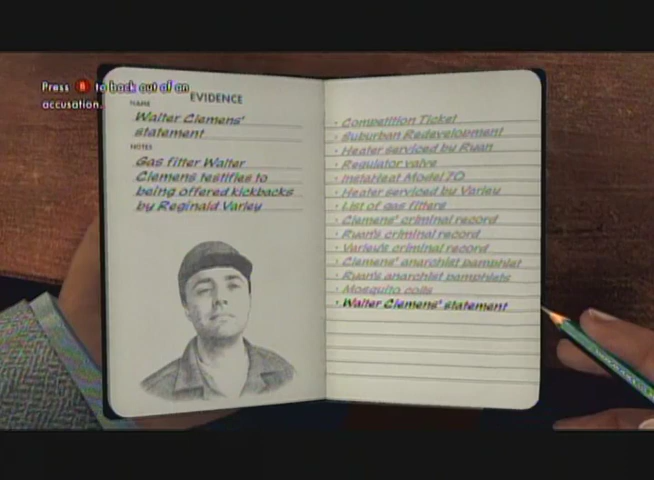 Press B to back out of an
accusation.
EVIDENCE
NAME
Walter Clemens'
statement
NOTES
Gas fitter Walter
Clemens testifies to
being offered kickbacks
by Reginald Varley
· Competition Ticket
· Suburban Redevelopment
· Heater serviced by Ryan
· Regulator valve
· InstaHeat Model 70
· Heater serviced by Varley
· List of gas fitters
· Clemens' criminal record
· Ryan's criminal record
· Varley's criminal record
· Clemens' anarchist pamphlet
· Ryan's anarchist pamphlets
· Mosquito coils
· Walter Clemens' statement